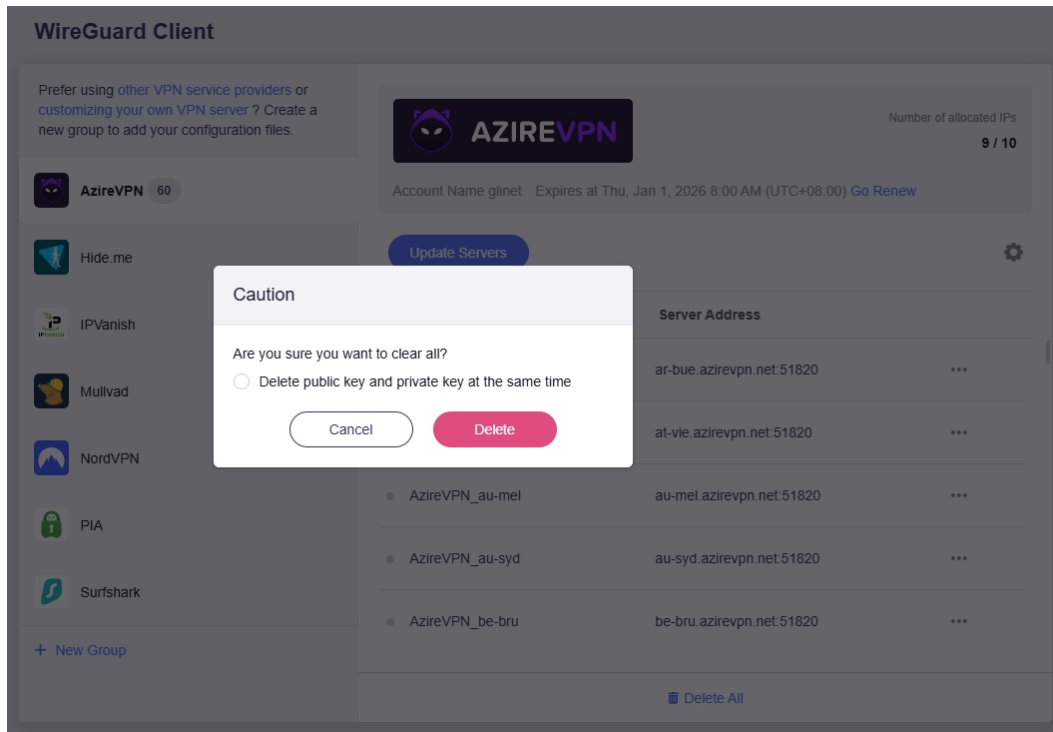 WireGuard Client
Prefer using other VPN service providers or
customizing your own VPN server ? Create a
new group to add your configuration files.
AzireVPN 60
Hide.me
IPVanish
Mullvad
NordVPN
PIA
Surfshark
+ New Group
AZIREVPN
Number of allocated IPs
9 / 10
Account Name glinet Expires at Thu, Jan 1, 2026 8:00 AM (UTC+08:00) Go Renew
Update Servers
Server Address
ar-bue.azirevpn.net:51820
at-vie.azirevpn.net:51820
AzireVPN_au-mel au-mel.azirevpn.net:51820
AzireVPN_au-syd au-syd.azirevpn.net:51820
AzireVPN_be-bru be-bru.azirevpn.net:51820
Delete All
Caution
Are you sure you want to clear all?
Delete public key and private key at the same time
Cancel Delete